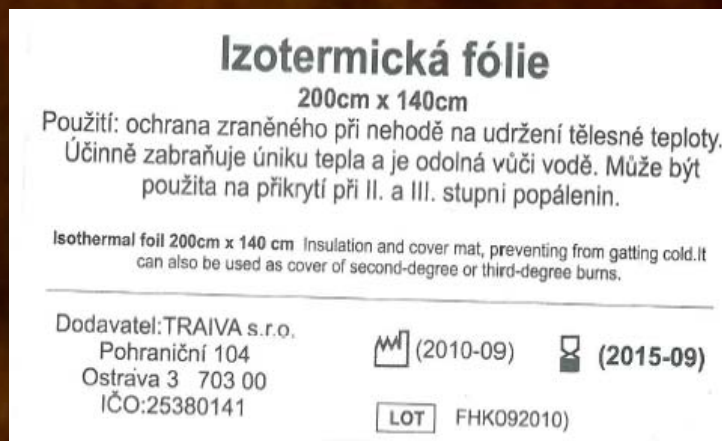 Izotermická fólie
200cm x 140cm
Použití: ochrana zraněného při nehodě na udržení tělesné teploty.
Účinně zabraňuje úniku tepla a je odolná vůči vodě. Může být
použita na přikrytí při II. a III. stupni popálenin.
Isothermal foil 200cm x 140 cm Insulation and cover mat, preventing from gatting cold.It
can also be used as cover of second-degree or third-degree burns.
Dodavatel:TRAIVA s.r.o.
Pohraniční 104
Ostrava 3 703 00
IČO:25380141
(2010-09)
(2015-09)
LOT FHK092010)